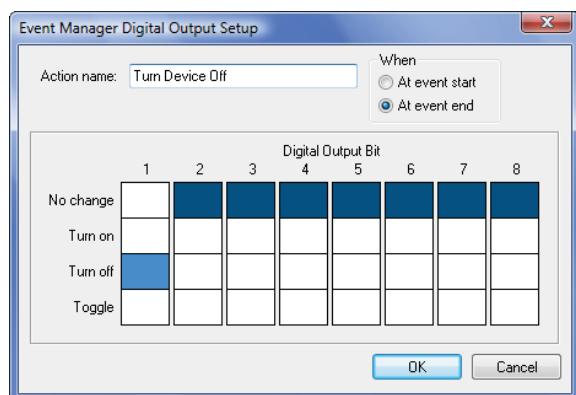 Event Manager Digital Output Setup
Action name: Turn Device Off
When
At event start
At event end
Digital Output Bit
1 2 3 4 5 6 7 8
No change
Turn on
Turn off
Toggle
OK Cancel